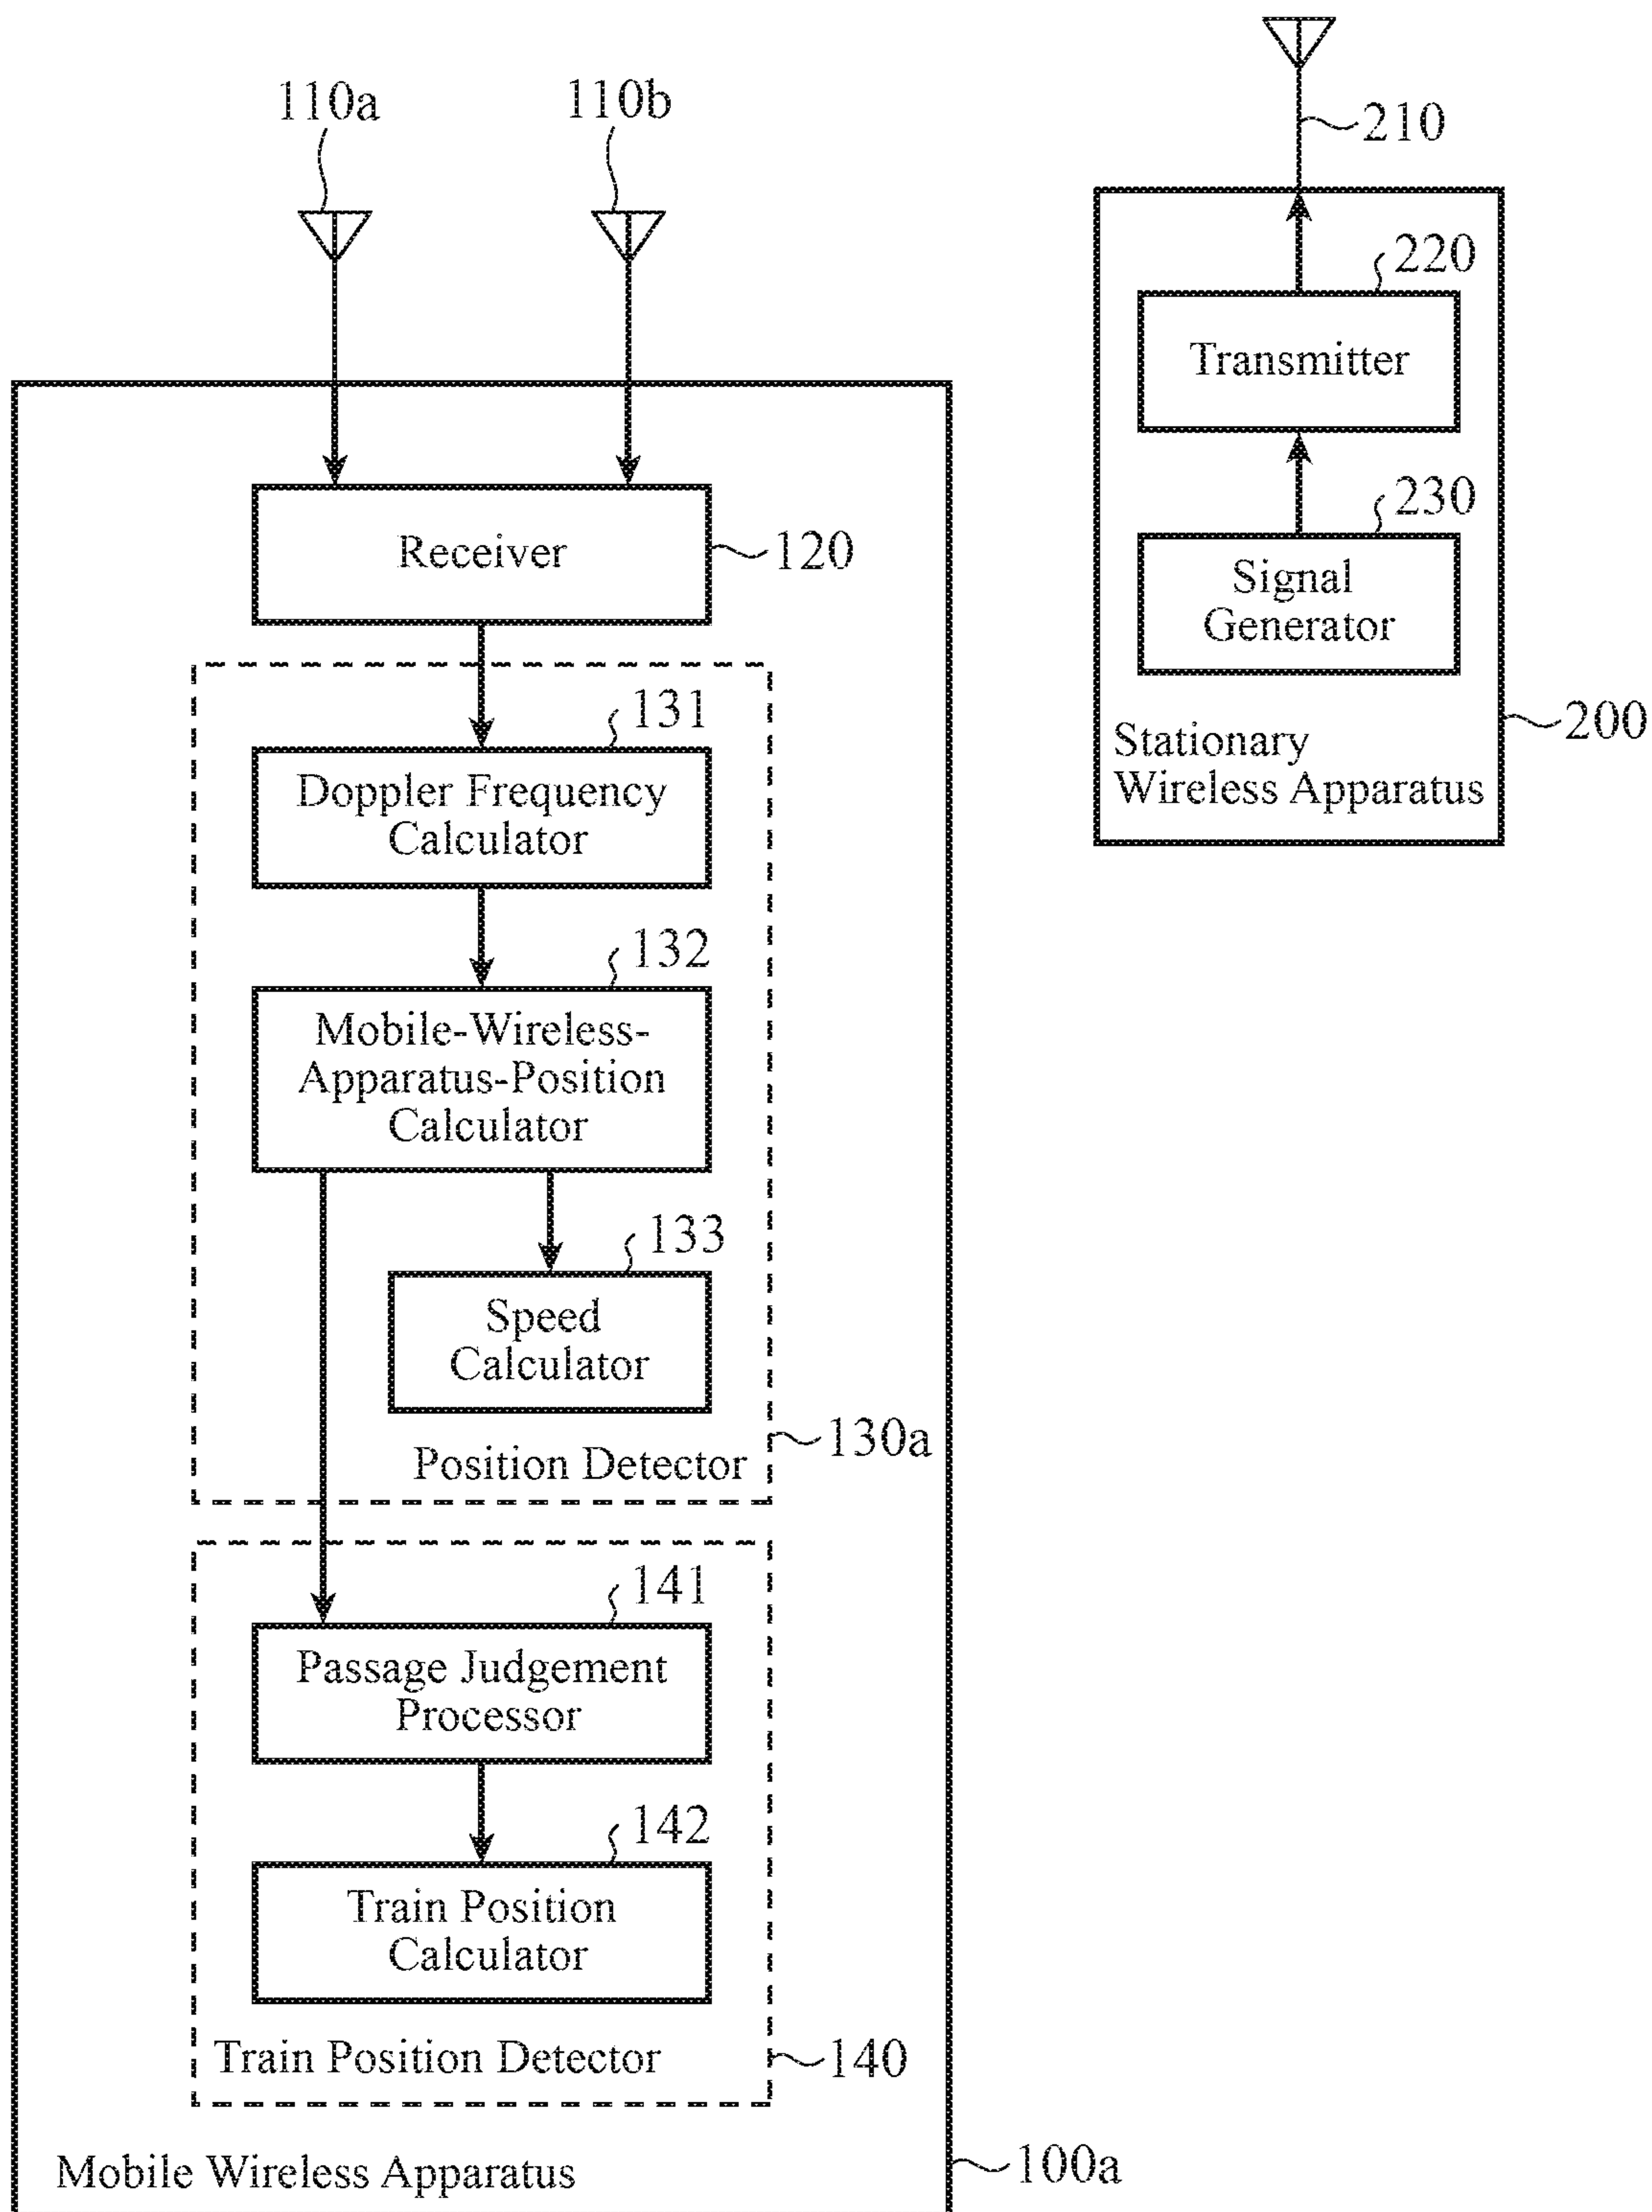 110a
110b
210
220
Transmitter
230
Signal
Generator
Stationary
Wireless Apparatus
200
Receiver
120
131
Doppler Frequency
Calculator
132
Mobile-Wireless-
Apparatus-Position
Calculator
133
Speed
Calculator
Position Detector
130a
141
Passage Judgement
Processor
142
Train Position
Calculator
Train Position Detector
140
Mobile Wireless Apparatus
100a